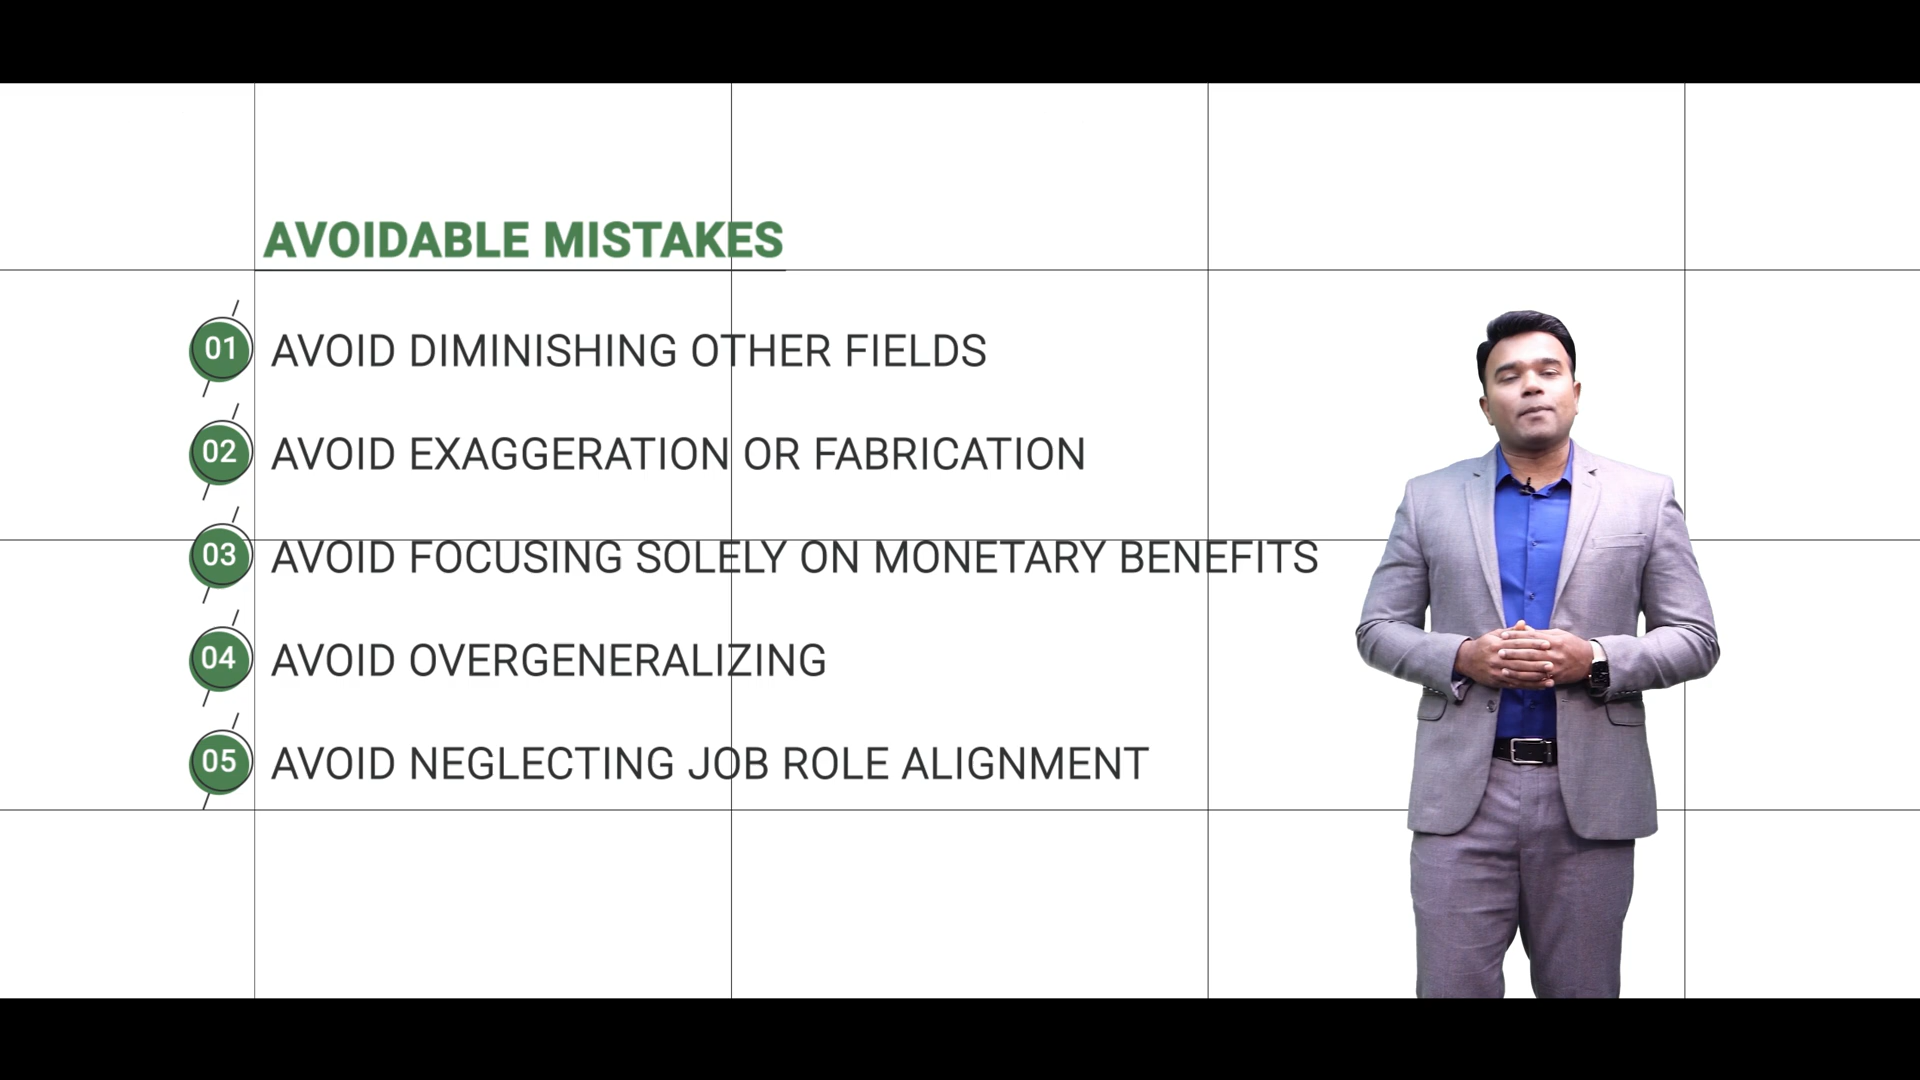 AVOIDABLE MISTAKES
01 AVOID DIMINISHING OTHER FIELDS
02 AVOID EXAGGERATION OR FABRICATION
03 AVOID FOCUSING SOLELY ON MONETARY BENEFITS
04 AVOID OVERGENERALIZING
05 AVOID NEGLECTING JOB ROLE ALIGNMENT